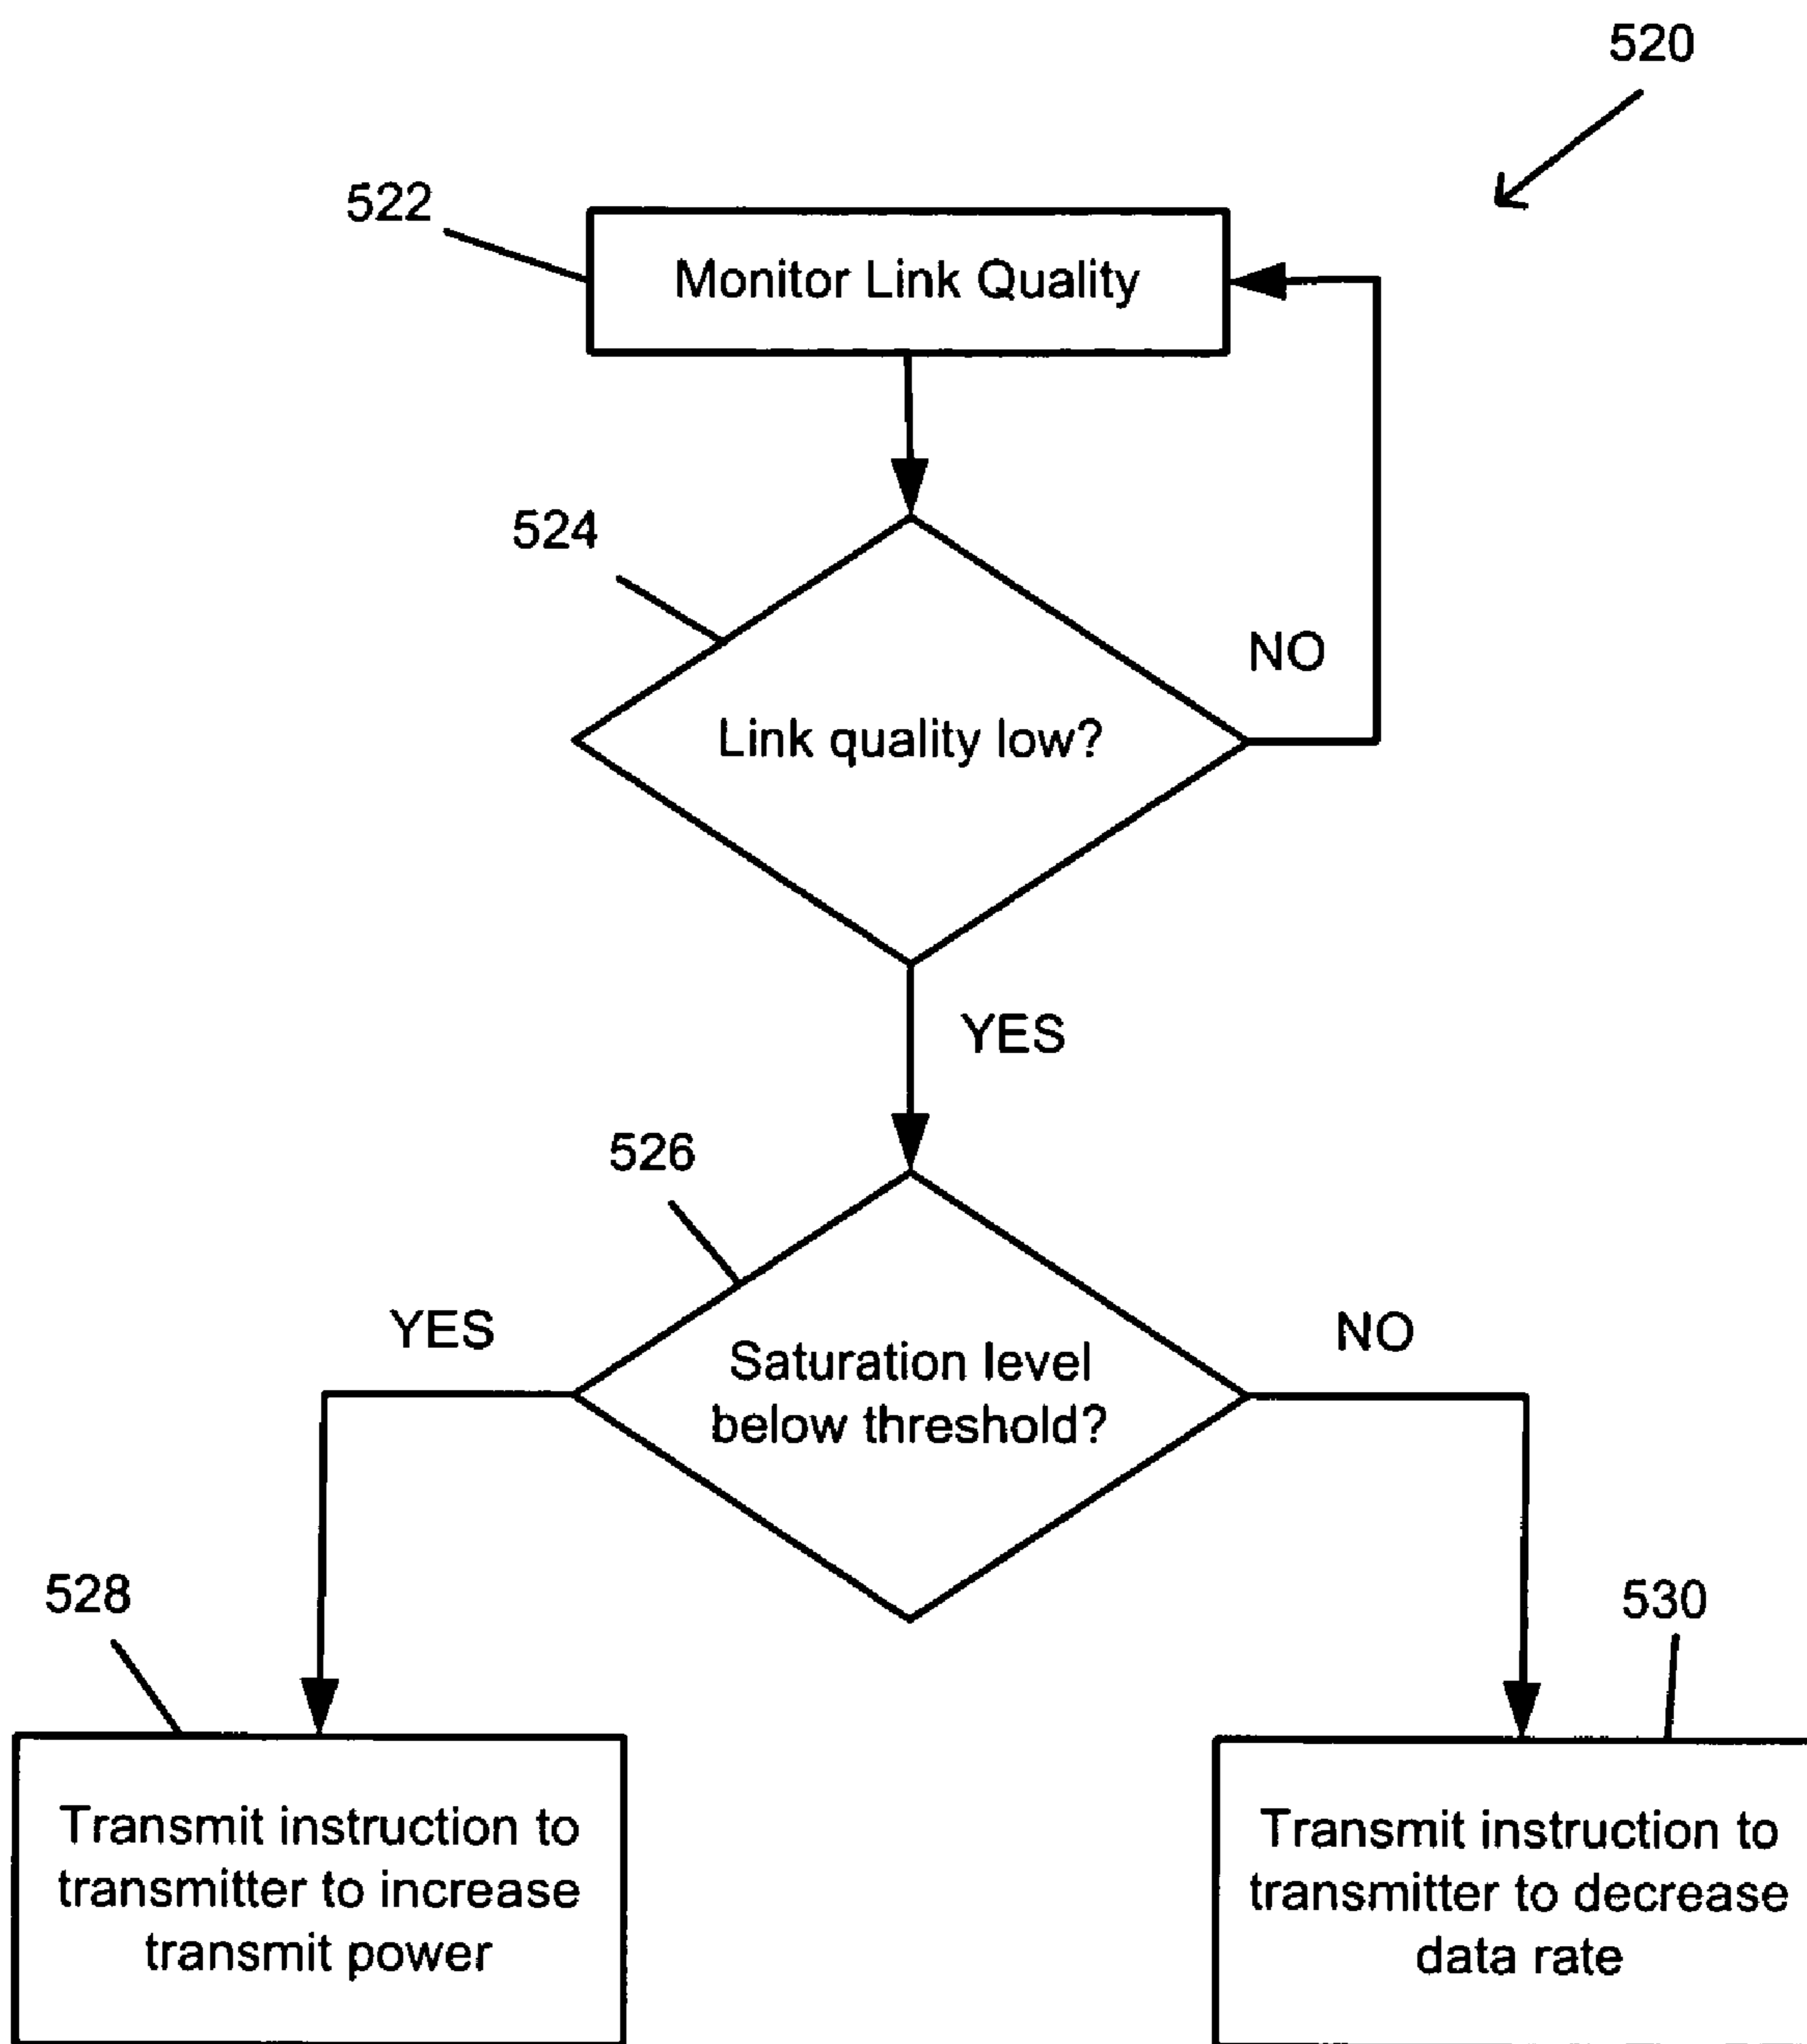 520
522
Monitor Link Quality
524
NO
Link quality low?
YES
526
YES
NO
Saturation level
below threshold?
528
530
Transmit instruction to
transmitter to increase
transmit power
Transmit instruction to
transmitter to decrease
data rate